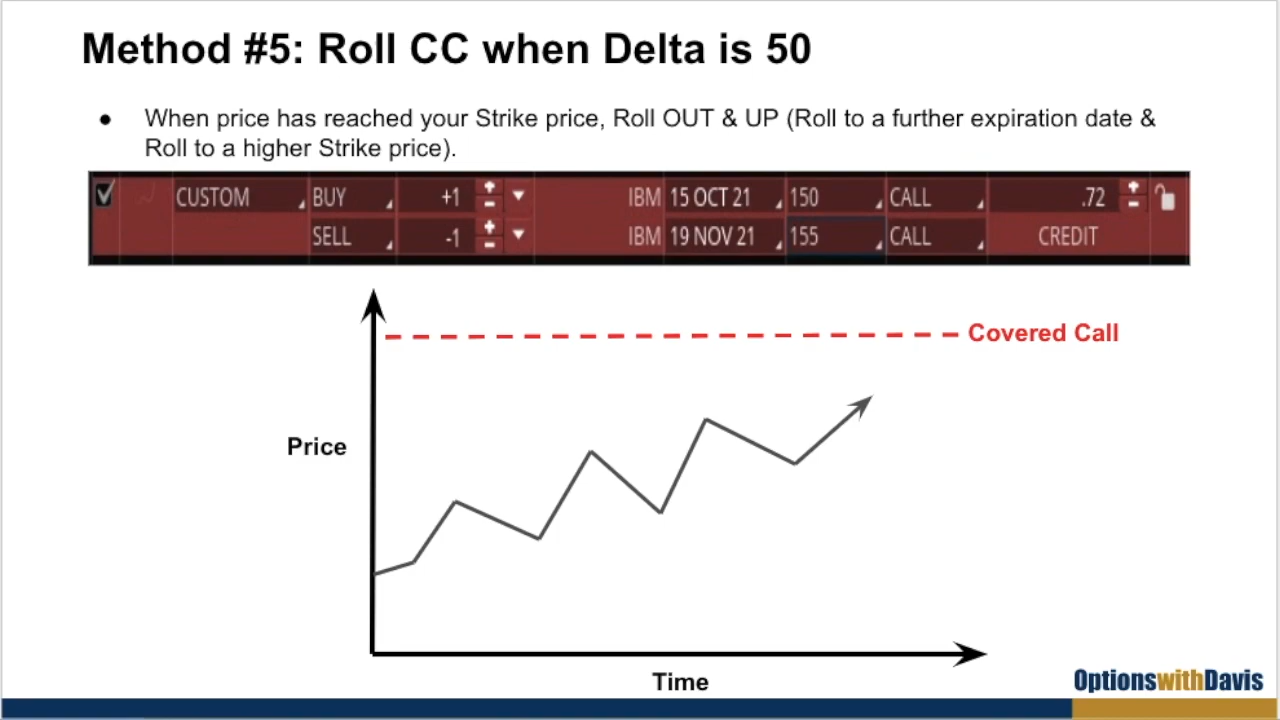 Method #5: Roll CC when Delta is 50
● When price has reached your Strike price, Roll OUT & UP (Roll to a further expiration date &
Roll to a higher Strike price).
CUSTOM BUY +1 IBM 15 OCT 21 150 CALL .72
SELL -1 IBM 19 NOV 21 155 CALL CREDIT
Covered Call
Price
Time
OptionswithDavis